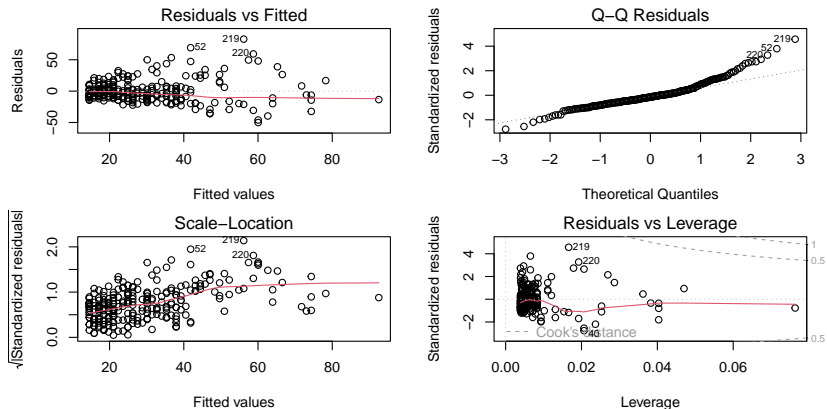 Residuals vs Fitted
Residuals
50
0
−50
52
219
220
20 40 60 80
Fitted values
Q−Q Residuals
Standardized residuals
4
2
0
−2
219
52
220
−3 −2 −1 0 1 2 3
Theoretical Quantiles
Scale−Location
√|Standardized residuals|
2.0
1.0
0.0
52
219
220
20 40 60 80
Fitted values
Residuals vs Leverage
Standardized residuals
4
2
−2
219
220
40
1
0.5
0.5
Cook's distance
0.00 0.02 0.04 0.06
Leverage